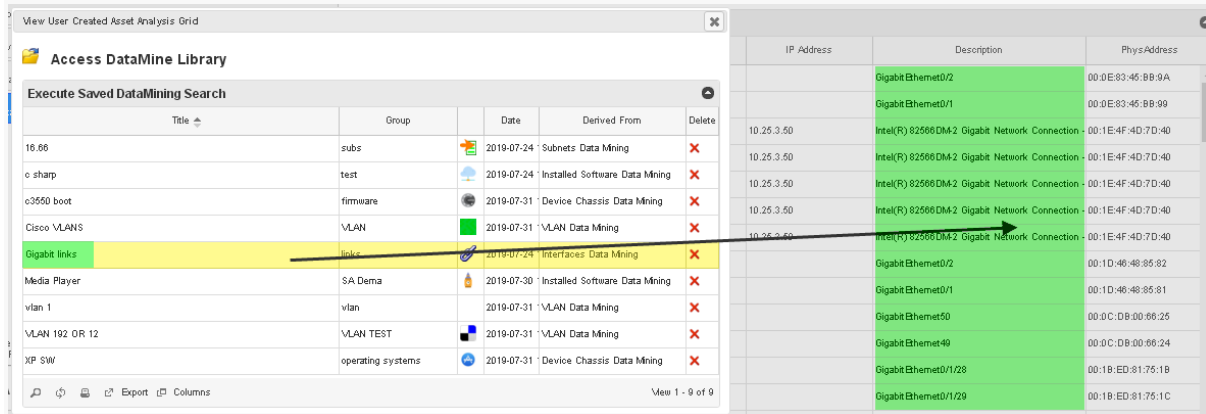 View User Created Asset Analysis Grid
Access DataMine Library
Execute Saved DataMining Search
Title Group Date Derived From Delete
16.66 subs 2019-07-24 Subnets Data Mining
c sharp test 2019-07-24 Installed Software Data Mining
c3550 boot firmware 2019-07-31 Device Chassis Data Mining
Cisco VLANS VLAN 2019-07-31 VLAN Data Mining
Gigabit links links 2019-07-24 Interfaces Data Mining
Media Player SA Dema 2019-07-30 Installed Software Data Mining
vlan 1 vlan 2019-07-31 VLAN Data Mining
VLAN 192 OR 12 VLAN TEST 2019-07-31 VLAN Data Mining
XP SW operating systems 2019-07-31 Device Chassis Data Mining
Export Columns View 1 - 9 of 9
IP Address Description PhysAddress
GigabitEthernet0/2 00:0E:83:45:BB:9A
GigabitEthernet0/1 00:0E:83:45:BB:99
10.25.3.50 Intel(R) 82566DM-2 Gigabit Network Connection - 00:1E:4F:4D:7D:40
10.25.3.50 Intel(R) 82566DM-2 Gigabit Network Connection - 00:1E:4F:4D:7D:40
10.25.3.50 Intel(R) 82566DM-2 Gigabit Network Connection - 00:1E:4F:4D:7D:40
10.25.3.50 Intel(R) 82566DM-2 Gigabit Network Connection - 00:1E:4F:4D:7D:40
10.25.3.50 Intel(R) 82566DM-2 Gigabit Network Connection - 00:1E:4F:4D:7D:40
GigabitEthernet0/2 00:1D:46:48:85:82
GigabitEthernet0/1 00:1D:46:48:85:81
GigabitEthernet50 00:0C:DB:00:66:25
GigabitEthernet49 00:0C:DB:00:66:24
GigabitEthernet0/1/28 00:1B:ED:81:75:1B
GigabitEthernet0/1/29 00:1B:ED:81:75:1C